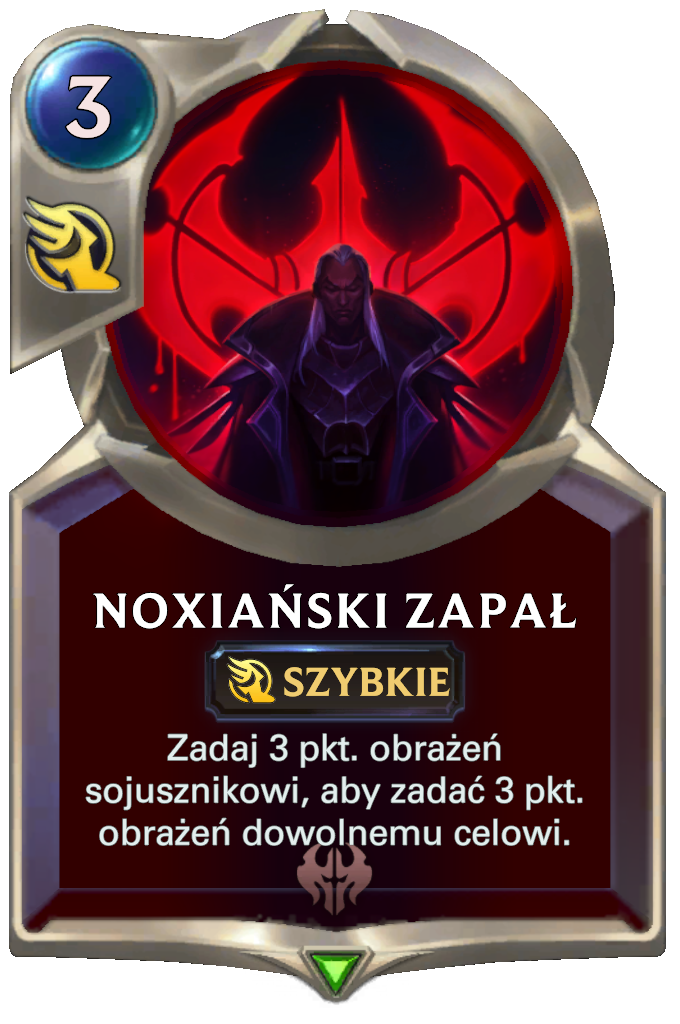 3
NOXIAŃSKI ZAPAŁ
SZYBKIE
Zadaj 3 pkt. obrażeń
sojusznikowi, aby zadać 3 pkt.
obrażeń dowolnemu celowi.